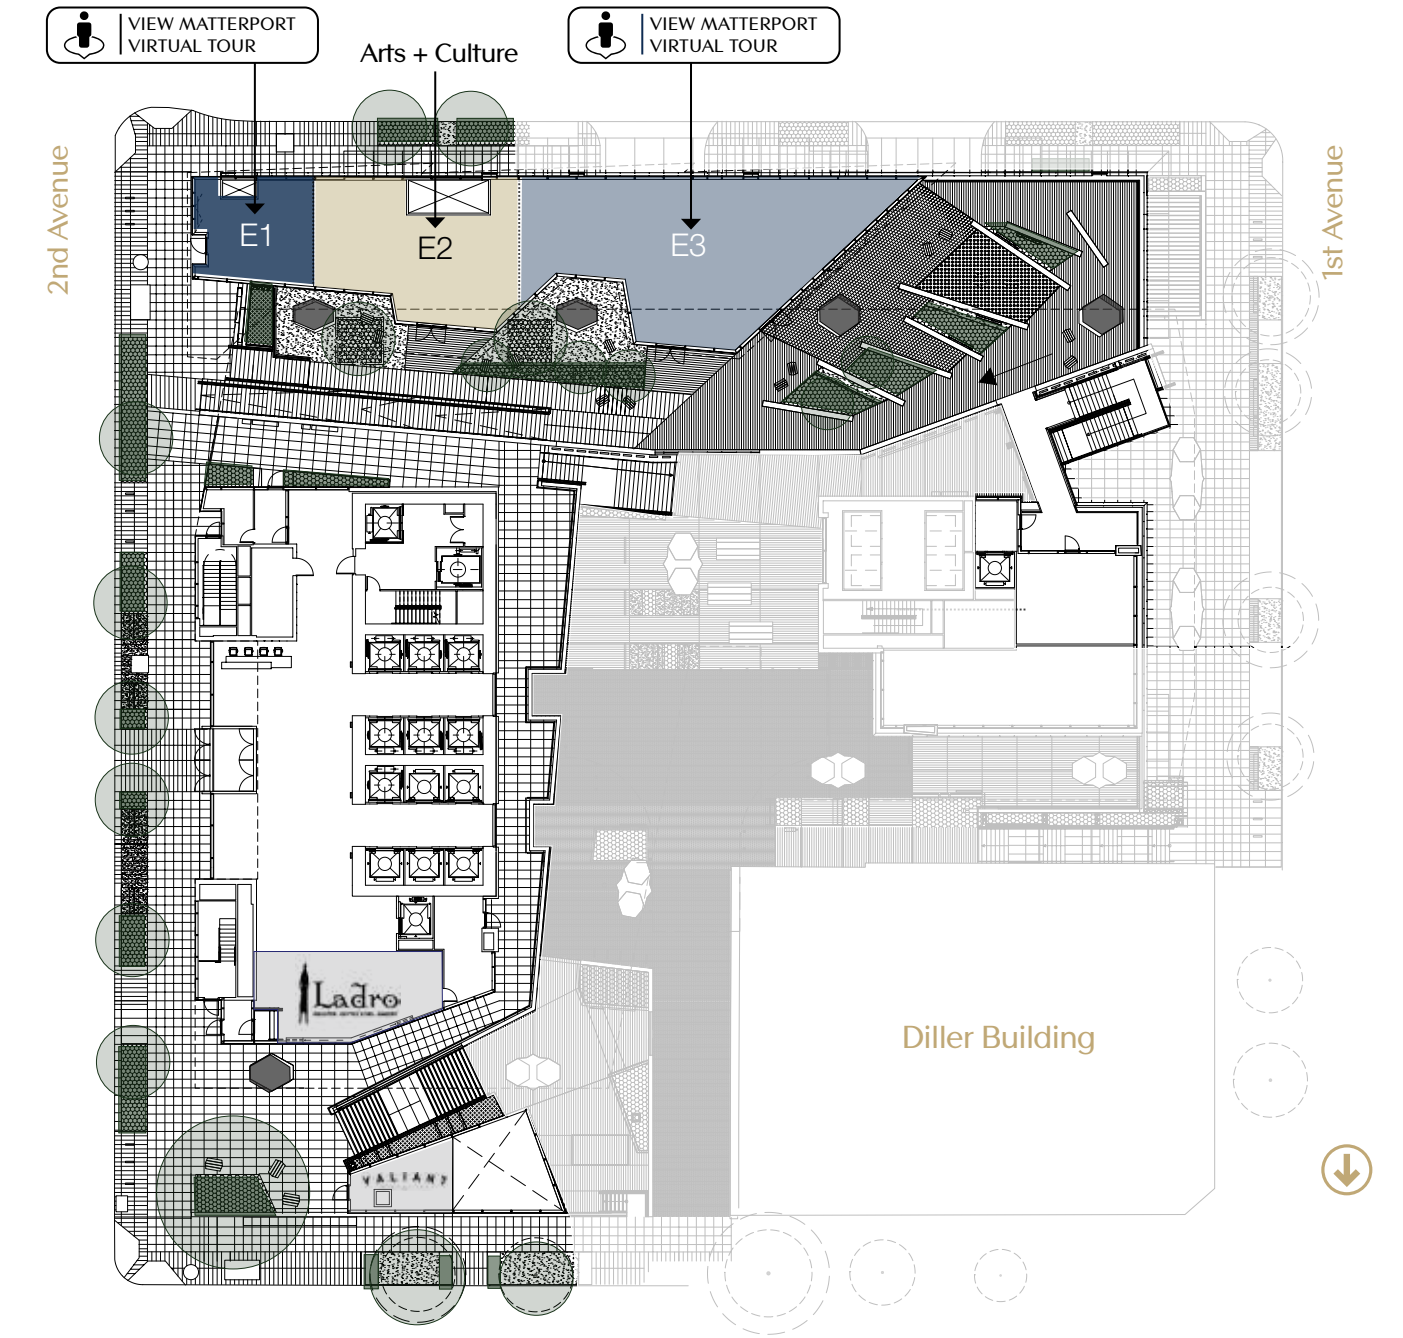 VIEW MATTERPORT
VIRTUAL TOUR
Arts + Culture
VIEW MATTERPORT
VIRTUAL TOUR
2nd Avenue
1st Avenue
E1
E2
E3
Ladro
Diller Building
VALIANT